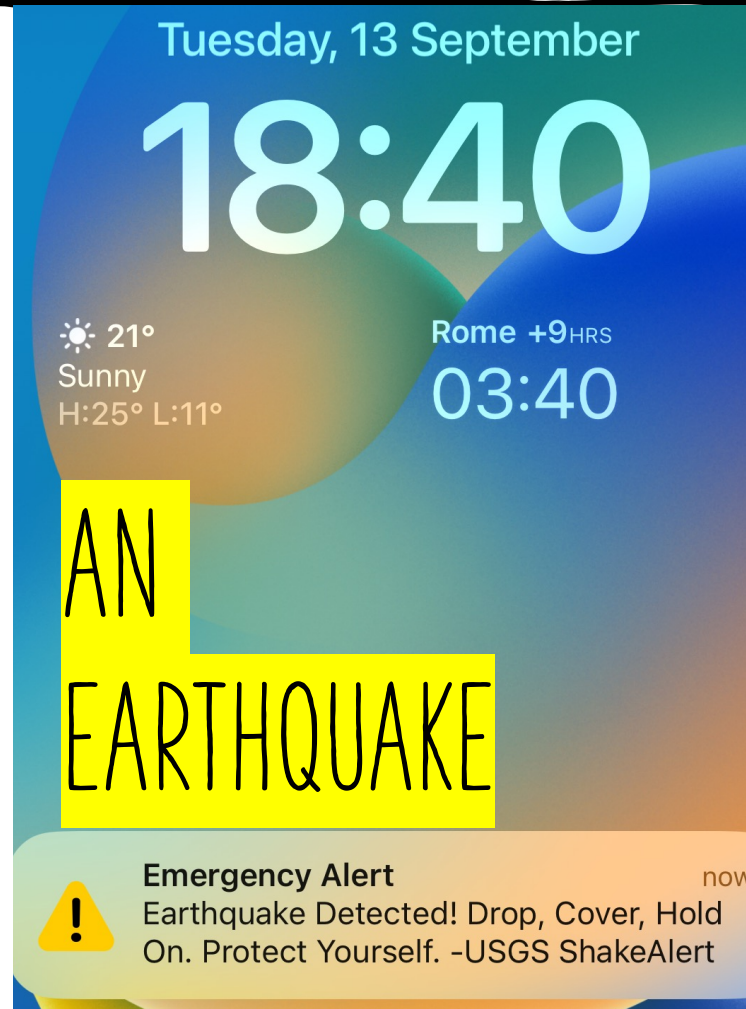 Tuesday, 13 September
18:40
21°
Sunny
H:25° L:11°
Rome +9HRS
03:40
AN
EARTHQUAKE
Emergency Alert
now
Earthquake Detected! Drop, Cover, Hold
On. Protect Yourself. -USGS ShakeAlert